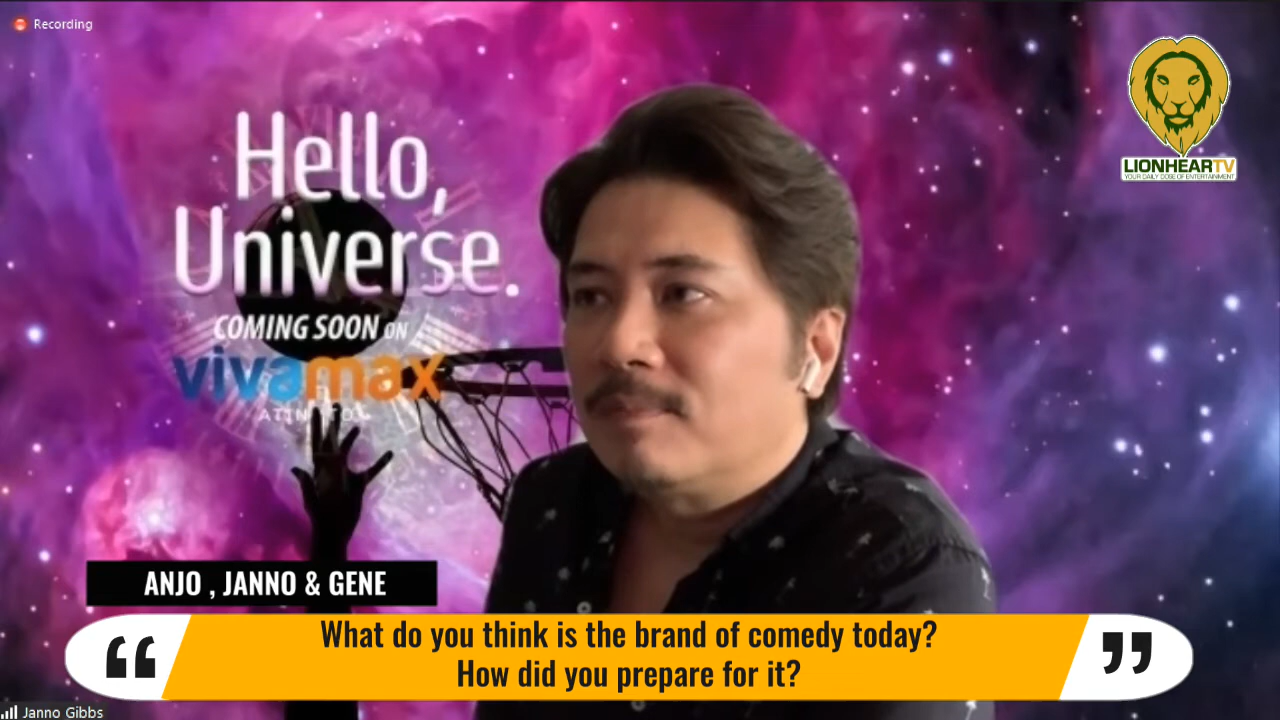 Recording
Hello,
Universe.
COMING SOON ON
vivamax
LIONHEARTV
YOUR DAILY DOSE OF ENTERTAINMENT
ANJO , JANNO & GENE
“ What do you think is the brand of comedy today?
How did you prepare for it? ”
Janno Gibbs